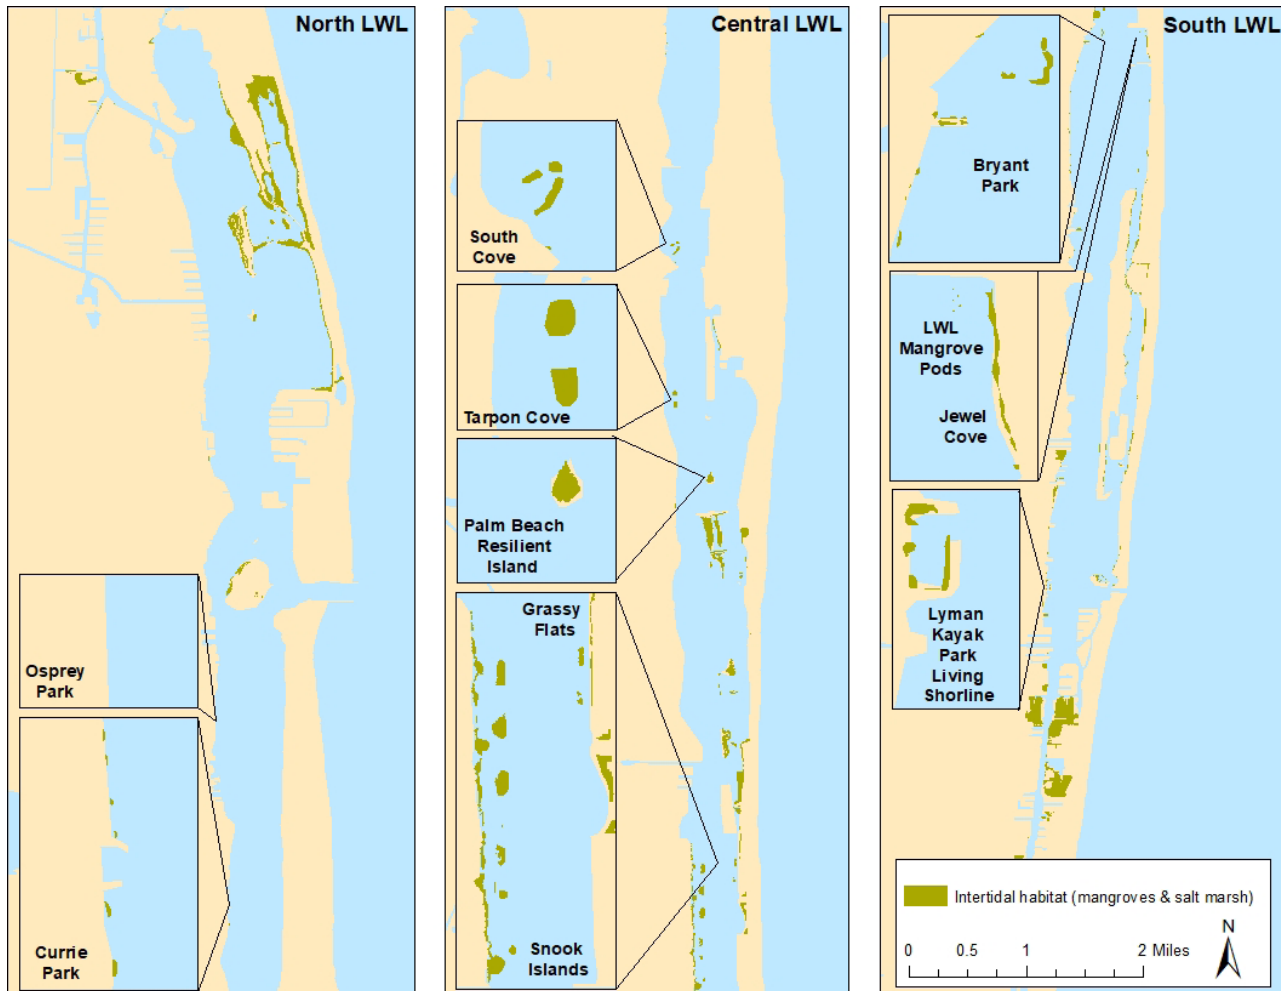 North LWL
Osprey
Park
Currie
Park
Central LWL
South
Cove
Tarpon Cove
Palm Beach
Resilient
Island
Grassy
Flats
Snook
Islands
South LWL
Bryant
Park
LWL
Mangrove
Pods
Jewel
Cove
Lyman
Kayak
Park
Living
Shorline
Intertidal habitat (mangroves & salt marsh)
N
0 0.5 1 2 Miles